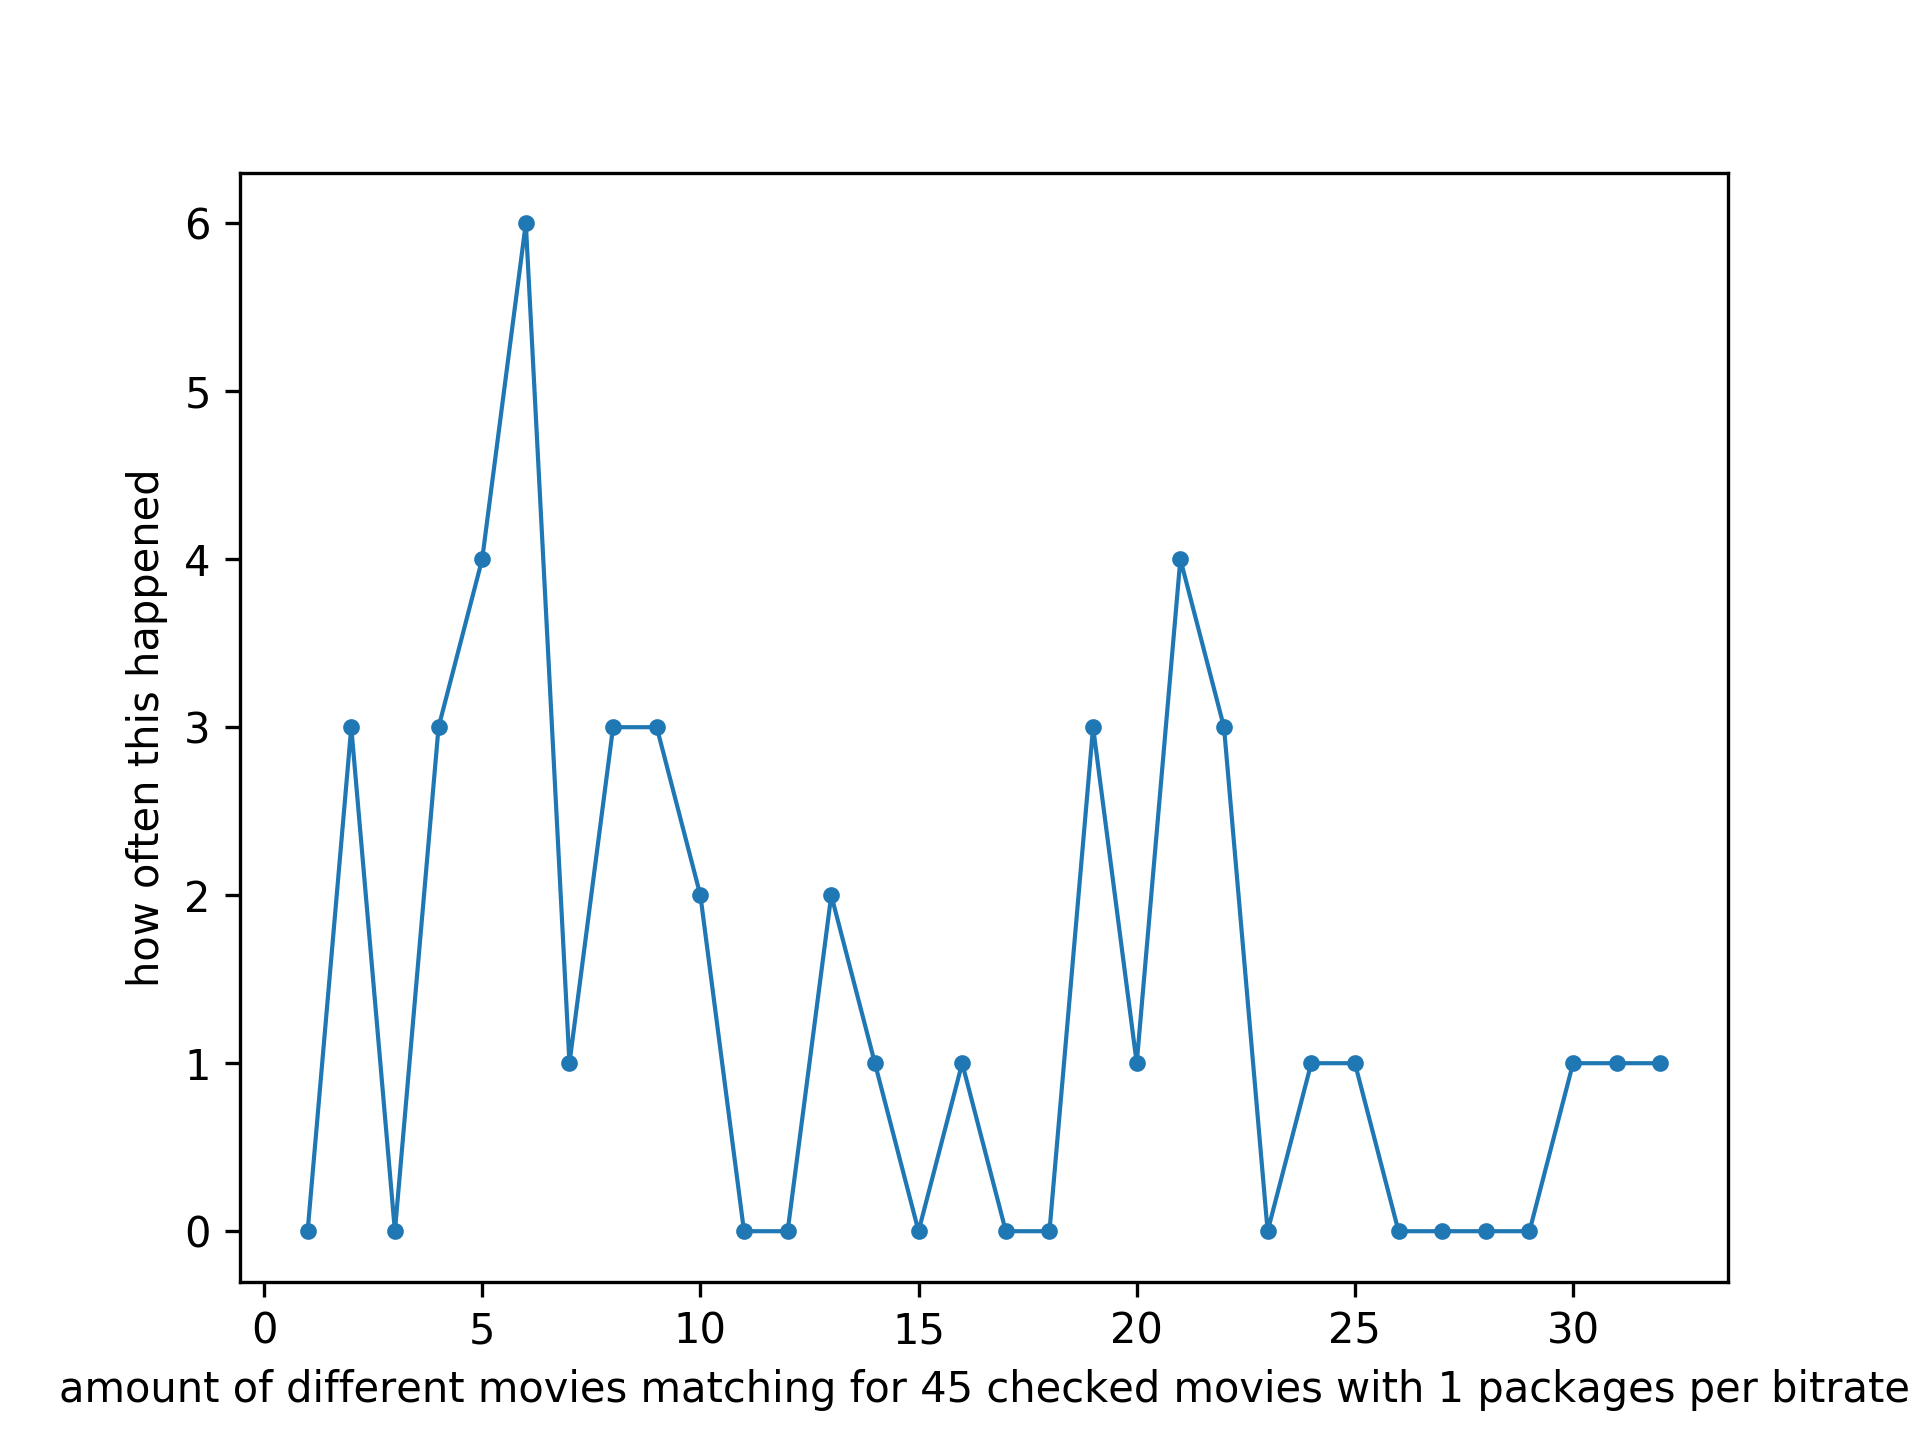 6
5
4
3
2
1
0
how often this happened
0 5 10 15 20 25 30
amount of different movies matching for 45 checked movies with 1 packages per bitrate